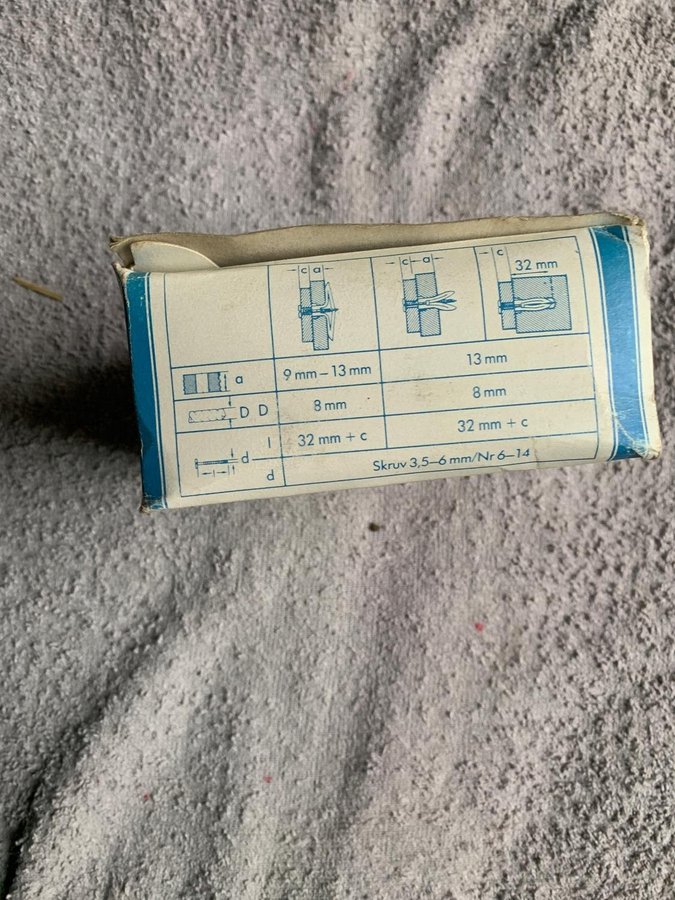 c a c a c 32 mm
a 9 mm – 13 mm 13 mm
D D 8 mm 8 mm
l 32 mm + c 32 mm + c
d l
d Skruv 3,5–6 mm/Nr 6–14